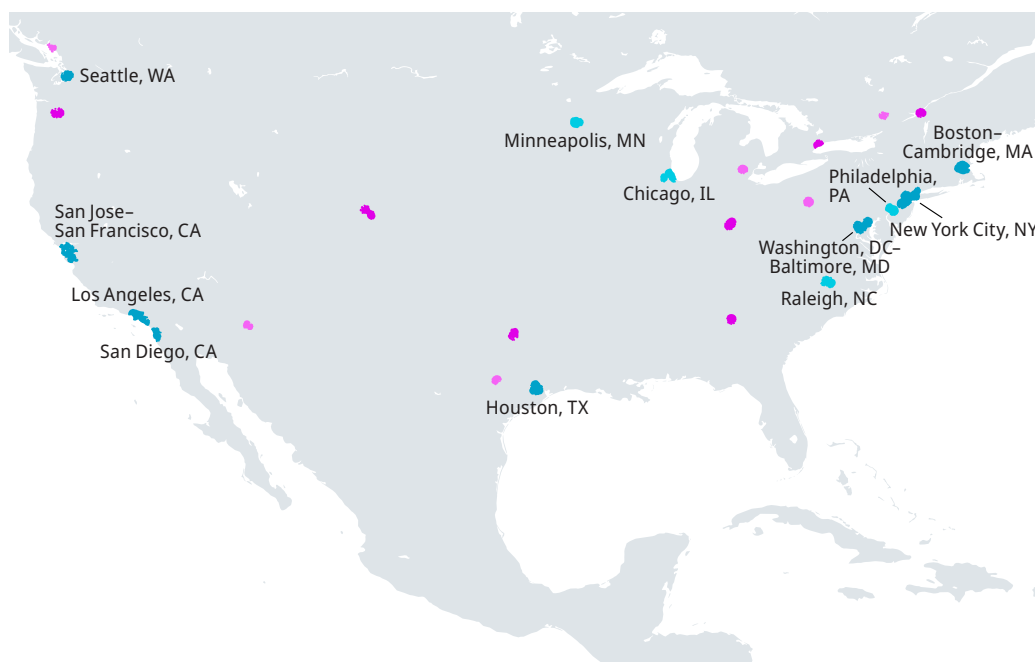 Seattle, WA
Minneapolis, MN
Boston–
Cambridge, MA
Philadelphia,
PA
Chicago, IL
New York City, NY
San Jose–
San Francisco, CA
Washington, DC–
Baltimore, MD
Raleigh, NC
Los Angeles, CA
San Diego, CA
Houston, TX